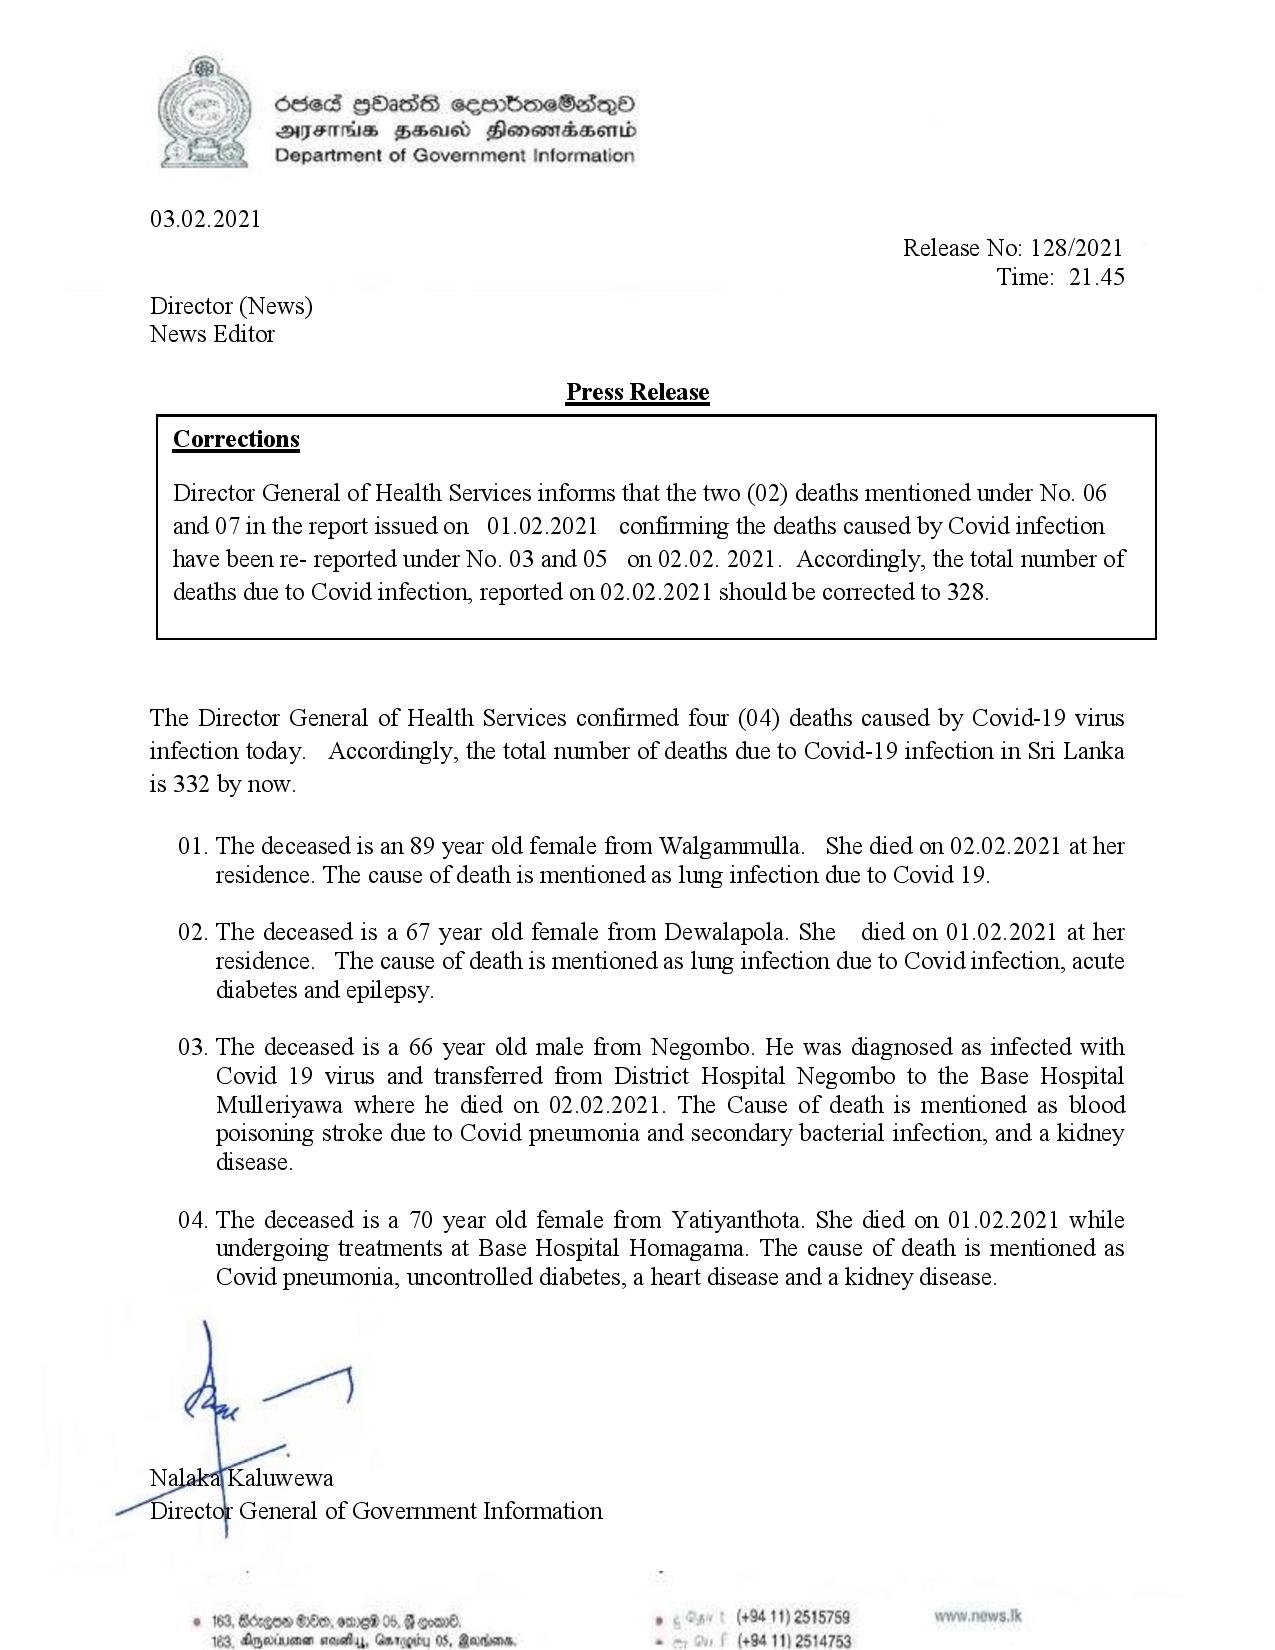 රජයේ ප්‍රවෘත්ති දෙපාර්තමේන්තුව
அரசாங்க தகவல் திணைக்களம்
Department of Government Information
03.02.2021
Release No: 128/2021
Time: 21.45
Director (News)
News Editor
Press Release
Corrections
Director General of Health Services informs that the two (02) deaths mentioned under No. 06
and 07 in the report issued on 01.02.2021 confirming the deaths caused by Covid infection
have been re- reported under No. 03 and 05 on 02.02. 2021. Accordingly, the total number of
deaths due to Covid infection, reported on 02.02.2021 should be corrected to 328.
The Director General of Health Services confirmed four (04) deaths caused by Covid-19 virus
infection today. Accordingly, the total number of deaths due to Covid-19 infection in Sri Lanka
is 332 by now.
01. The deceased is an 89 year old female from Walgammulla. She died on 02.02.2021 at her
residence. The cause of death is mentioned as lung infection due to Covid 19.
02. The deceased is a 67 year old female from Dewalapola. She died on 01.02.2021 at her
residence. The cause of death is mentioned as lung infection due to Covid infection, acute
diabetes and epilepsy.
03. The deceased is a 66 year old male from Negombo. He was diagnosed as infected with
Covid 19 virus and transferred from District Hospital Negombo to the Base Hospital
Mulleriyawa where he died on 02.02.2021. The Cause of death is mentioned as blood
poisoning stroke due to Covid pneumonia and secondary bacterial infection, and a kidney
disease.
04. The deceased is a 70 year old female from Yatiyanthota. She died on 01.02.2021 while
undergoing treatments at Base Hospital Homagama. The cause of death is mentioned as
Covid pneumonia, uncontrolled diabetes, a heart disease and a kidney disease.
Nalaka Kaluwewa
Director General of Government Information
163, කිරුලපන මාවත, කොළඹ 05, ශ්‍රී ලංකාව.
(+94 11) 2515759
www.news.lk
163, கிருலப்பனை எவனியூ, கொழும்பு 05, இலங்கை.
(+94 11) 2514753